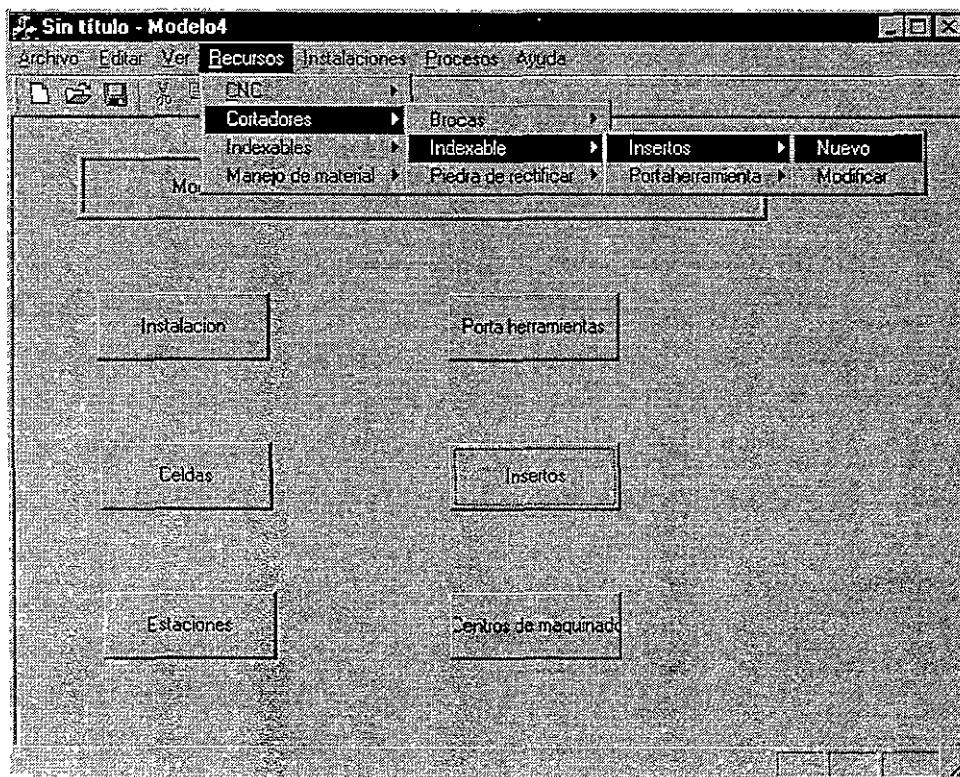 Sin título - Modelo4
Archivo Editar Ver Recursos Instalaciones Procesos Ayuda
CNC
Cortadores Brocas
Indexables Indexable Insertos Nuevo
Manejo de material Piedra de rectificar Portaherramienta Modificar
Instalacion Porta herramientas
Celdas Insertos
Estaciones Centros de maquinado